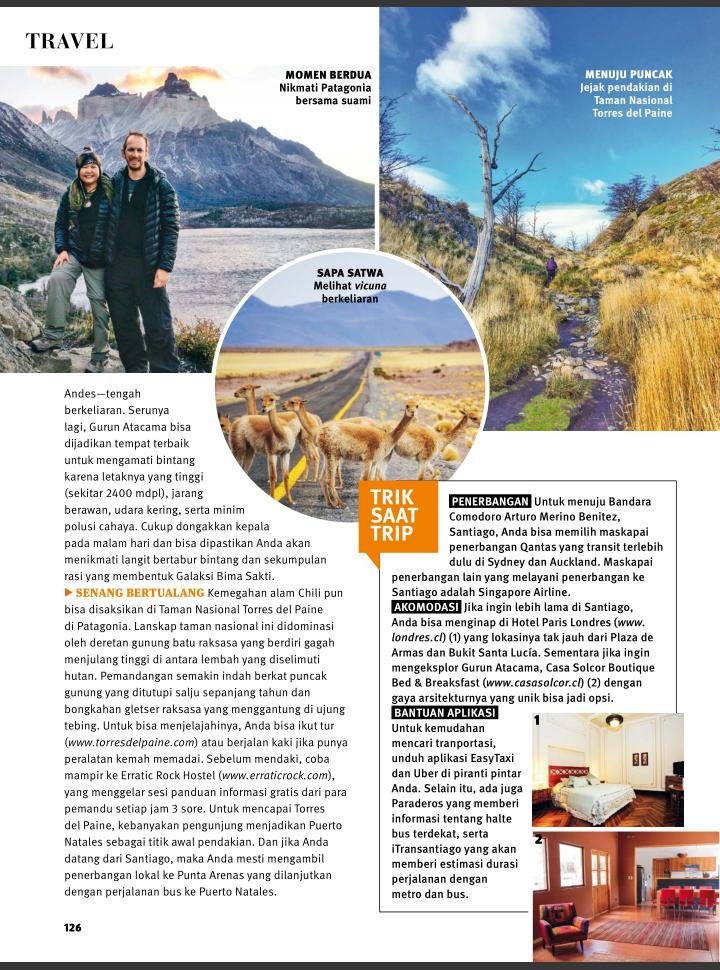 TRAVEL
MOMEN BERDUA
Nikmati Patagonia
bersama suami
MENUJU PUNCAK
Jejak pendakian di
Taman Nasional
Torres del Paine
SAPA SATWA
Melihat vicuna
berkeliaran
Andes—tengah
berkeliaran. Serunya
lagi, Gurun Atacama bisa
dijadikan tempat terbaik
untuk mengamati bintang
karena letaknya yang tinggi
(sekitar 2400 mdpl), jarang
berawan, udara kering, serta minim
polusi cahaya. Cukup dongakkan kepala
pada malam hari dan bisa dipastikan Anda akan
menikmati langit bertabur bintang dan sekumpulan
rasi yang membentuk Galaksi Bima Sakti.
▶ SENANG BERTUALANG Kemegahan alam Chili pun
bisa disaksikan di Taman Nasional Torres del Paine
di Patagonia. Lanskap taman nasional ini didominasi
oleh deretan gunung batu raksasa yang berdiri gagah
menjulang tinggi di antara lembah yang diselimuti
hutan. Pemandangan semakin indah berkat puncak
gunung yang ditutupi salju sepanjang tahun dan
bongkahan gletser raksasa yang menggantung di ujung
tebing. Untuk bisa menjelajahinya, Anda bisa ikut tur
(www.torresdelpaine.com) atau berjalan kaki jika punya
peralatan kemah memadai. Sebelum mendaki, coba
mampir ke Erratic Rock Hostel (www.erraticrock.com),
yang menggelar sesi panduan informasi gratis dari para
pemandu setiap jam 3 sore. Untuk mencapai Torres
del Paine, kebanyakan pengunjung menjadikan Puerto
Natales sebagai titik awal pendakian. Dan jika Anda
datang dari Santiago, maka Anda mesti mengambil
penerbangan lokal ke Punta Arenas yang dilanjutkan
dengan perjalanan bus ke Puerto Natales.
TRIK
SAAT
TRIP
PENERBANGAN Untuk menuju Bandara
Comodoro Arturo Merino Benitez,
Santiago, Anda bisa memilih maskapai
penerbangan Qantas yang transit terlebih
dulu di Sydney dan Auckland. Maskapai
penerbangan lain yang melayani penerbangan ke
Santiago adalah Singapore Airline.
AKOMODASI Jika ingin lebih lama di Santiago,
Anda bisa menginap di Hotel Paris Londres (www.
londres.cl) (1) yang lokasinya tak jauh dari Plaza de
Armas dan Bukit Santa Lucía. Sementara jika ingin
mengeksplor Gurun Atacama, Casa Solcor Boutique
Bed & Breaksfast (www.casasolcor.cl) (2) dengan
gaya arsitekturnya yang unik bisa jadi opsi.
BANTUAN APLIKASI
Untuk kemudahan
mencari tranportasi,
unduh aplikasi EasyTaxi
dan Uber di piranti pintar
Anda. Selain itu, ada juga
Paraderos yang memberi
informasi tentang halte
bus terdekat, serta
iTransantiago yang akan
memberi estimasi durasi
perjalanan dengan
metro dan bus.
1
2
126